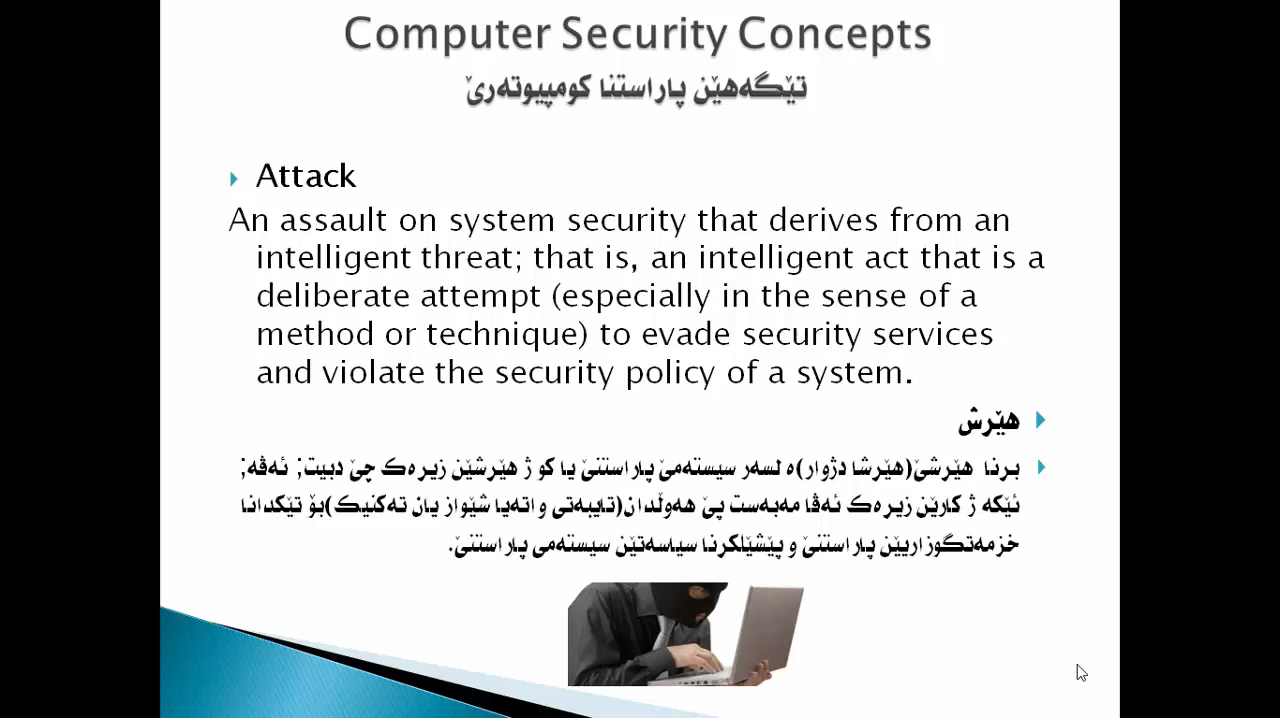 Computer Security Concepts
تێگەهێن پاراستنا کومپیوتەرێ
Attack
An assault on system security that derives from an
intelligent threat; that is, an intelligent act that is a
deliberate attempt (especially in the sense of a
method or technique) to evade security services
and violate the security policy of a system.
هێرش
برنا هێرشێ(هێرشا دژوار)ە لسەر سیستەمێ پاراستنێ یا کو ژ هێرشێن زیرەک چێ دبیت; ئەڤە;
ئێکە ژ کارێن زیرەک ئەڤا مەبەست پێ هەوڵدان(تایبەتی واتەیا شێواز یان تەکنیک)بۆ تێکدانا
خزمەتگوزاریێن پاراستنێ و پێشێلکرنا سیاسەتێن سیستەمی پاراستنێ.